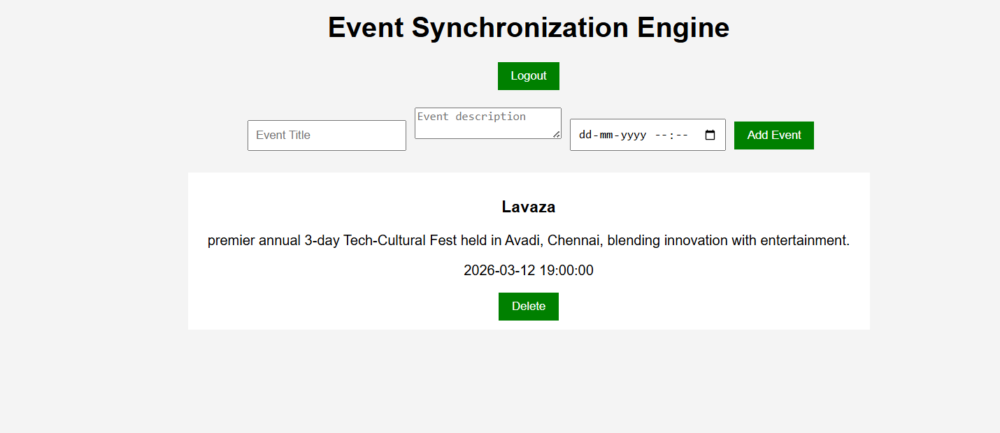 Event Synchronization Engine
Logout
Event Title
Event description
dd-mm-yyyy --:--
Add Event
Lavaza
premier annual 3-day Tech-Cultural Fest held in Avadi, Chennai, blending innovation with entertainment.
2026-03-12 19:00:00
Delete